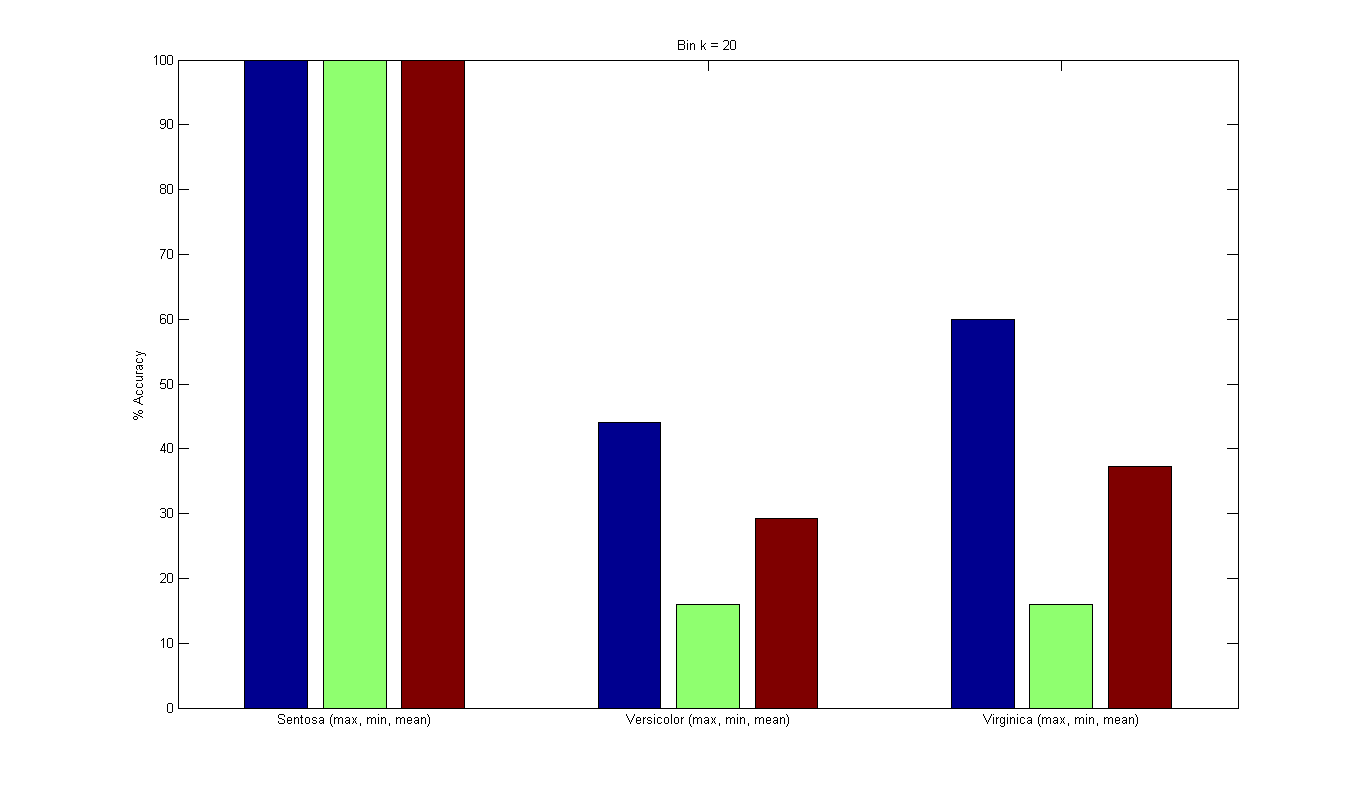 Bin k = 20
100
90
80
70
60
50
40
30
20
10
0
% Accuracy
Sentosa (max, min, mean)
Versicolor (max, min, mean)
Virginica (max, min, mean)